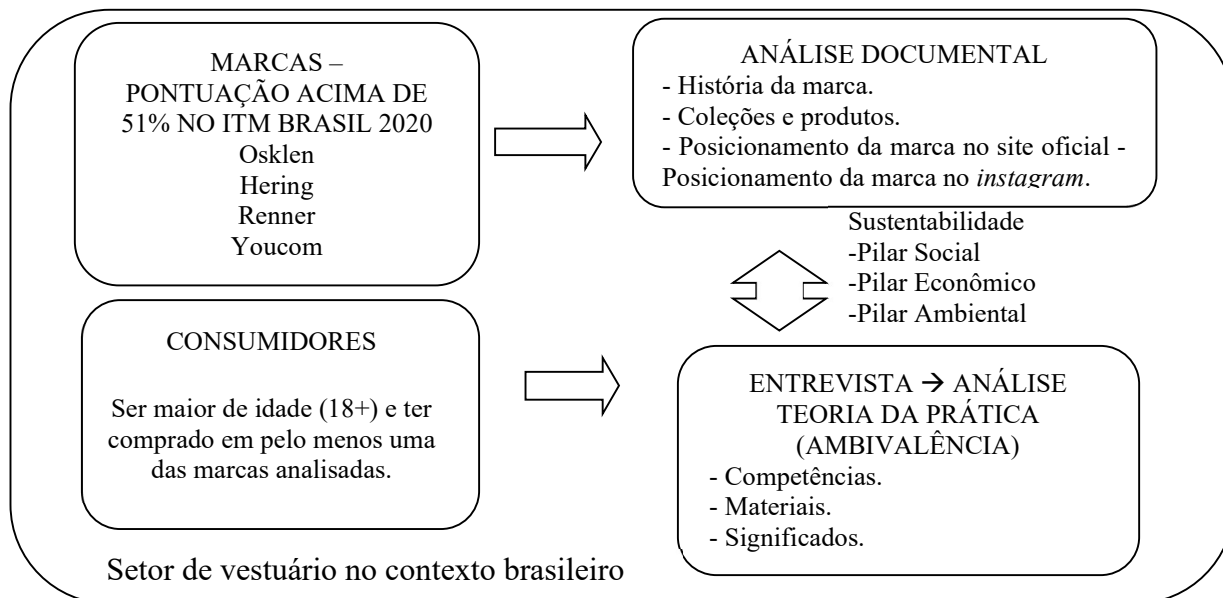 MARCAS –
PONTUAÇÃO ACIMA DE
51% NO ITM BRASIL 2020
Osklen
Hering
Renner
Youcom
ANÁLISE DOCUMENTAL
- História da marca.
- Coleções e produtos.
- Posicionamento da marca no site oficial -
Posicionamento da marca no instagram.
Sustentabilidade
-Pilar Social
-Pilar Econômico
-Pilar Ambiental
CONSUMIDORES
Ser maior de idade (18+) e ter
comprado em pelo menos uma
das marcas analisadas.
ENTREVISTA → ANÁLISE
TEORIA DA PRÁTICA
(AMBIVALÊNCIA)
- Competências.
- Materiais.
- Significados.
Setor de vestuário no contexto brasileiro